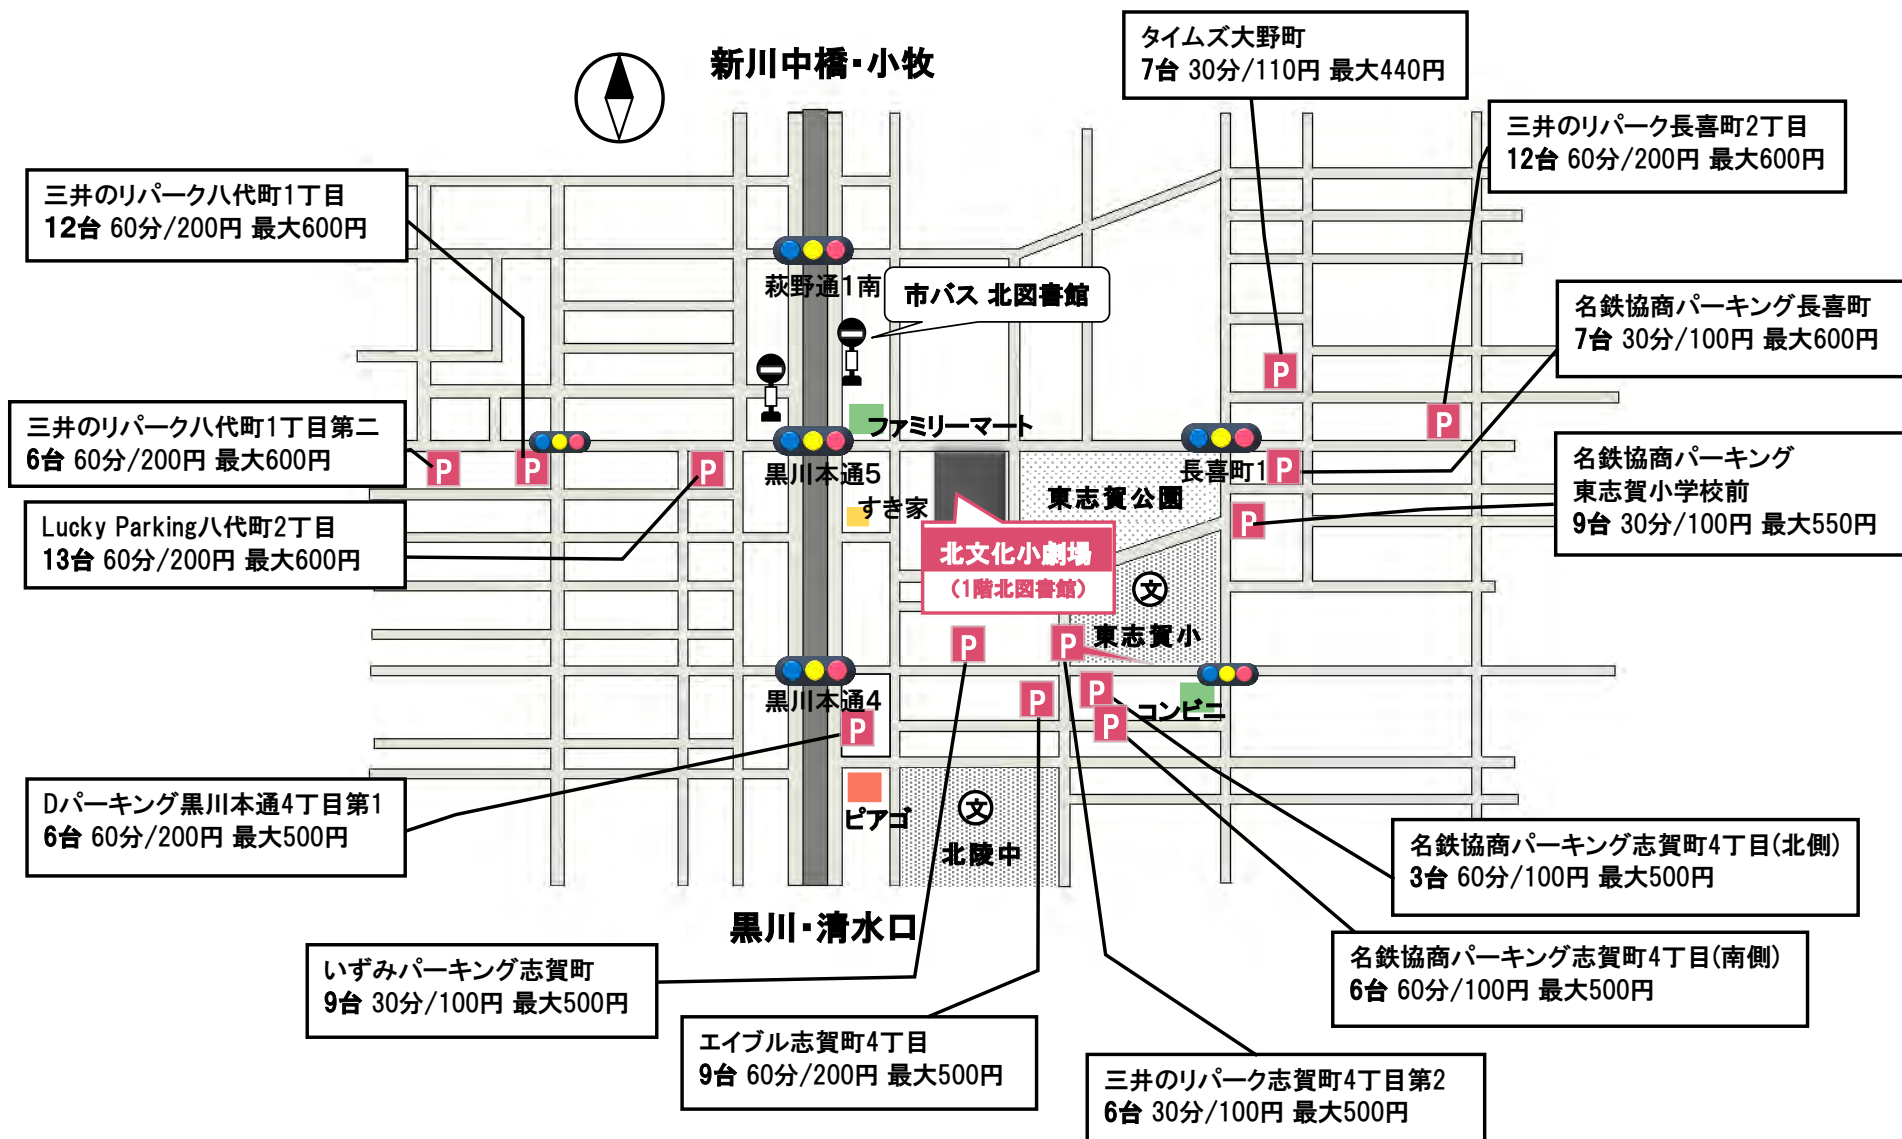 新川中橋・小牧
タイムズ大野町
7台 30分/110円 最大440円
三井のリパーク長喜町2丁目
12台 60分/200円 最大600円
三井のリパーク八代町1丁目
12台 60分/200円 最大600円
萩野通1南
市バス 北図書館
名鉄協商パーキング長喜町
7台 30分/100円 最大600円
P
P
三井のリパーク八代町1丁目第二
6台 60分/200円 最大600円
ファミリーマート
P
P
P
黒川本通5
長喜町1
P
名鉄協商パーキング
東志賀小学校前
9台 30分/100円 最大550円
すき家
東志賀公園
P
Lucky Parking八代町2丁目
13台 60分/200円 最大600円
北文化小劇場
(1階北図書館)
文
東志賀小
P
P
黒川本通4
P
P
P
コンビニ
P
Dパーキング黒川本通4丁目第1
6台 60分/200円 最大500円
ピアゴ
文
北陵中
名鉄協商パーキング志賀町4丁目(北側)
3台 60分/100円 最大500円
黒川・清水口
いずみパーキング志賀町
9台 30分/100円 最大500円
名鉄協商パーキング志賀町4丁目(南側)
6台 60分/100円 最大500円
エイブル志賀町4丁目
9台 60分/200円 最大500円
三井のリパーク志賀町4丁目第2
6台 30分/100円 最大500円